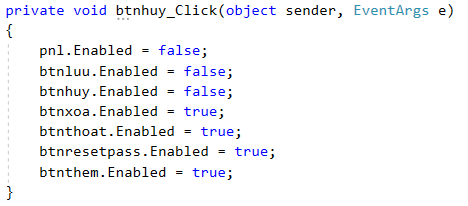 private void btnhuy_Click(object sender, EventArgs e)
{
pnl.Enabled = false;
btnluu.Enabled = false;
btnhuy.Enabled = false;
btnxoa.Enabled = true;
btnthoat.Enabled = true;
btnresetpass.Enabled = true;
btnthem.Enabled = true;
}